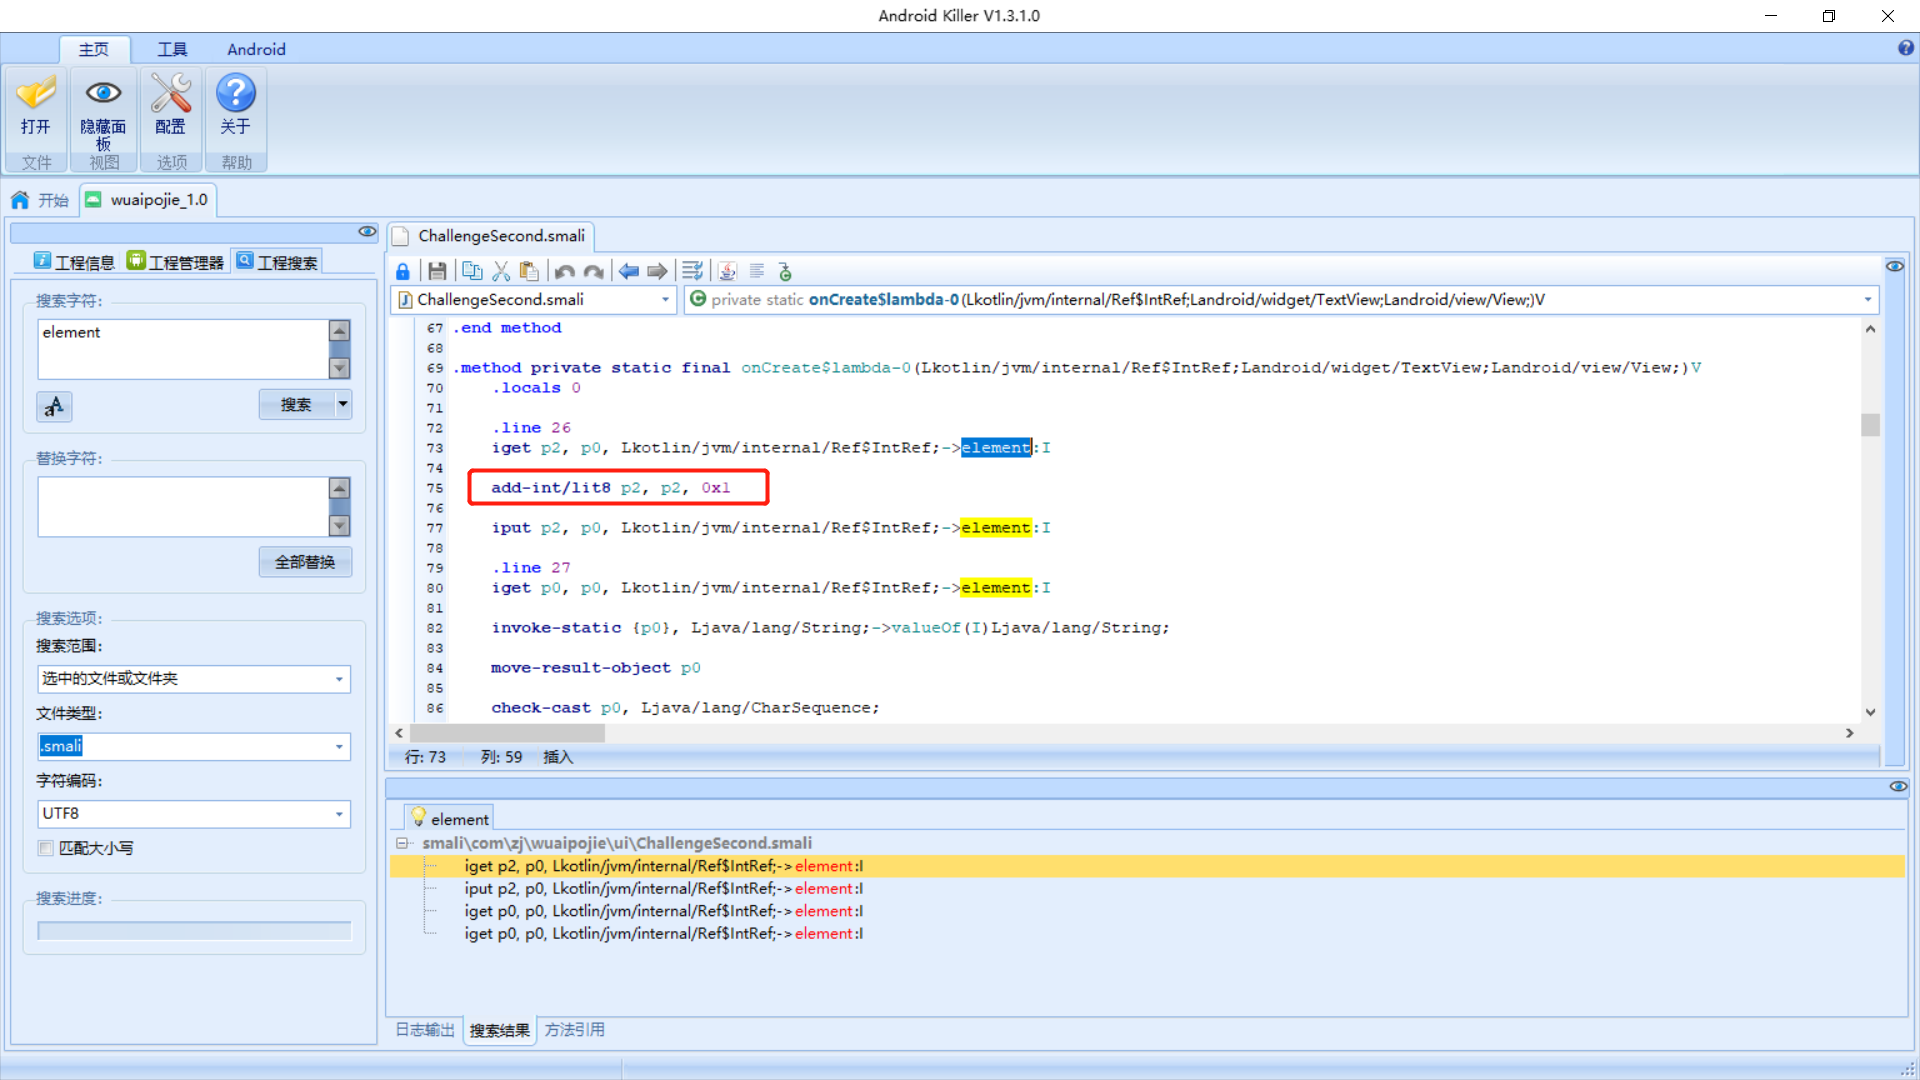 Android Killer V1.3.1.0
主页 工具 Android
打开
隐藏面板
配置
关于
文件 视图 选项 帮助
开始 wuaipojie_1.0
工程信息 工程管理器 工程搜索
搜索字符:
element
搜索
替换字符:
全部替换
搜索选项:
搜索范围:
选中的文件或文件夹
文件类型:
.smali
字符编码:
UTF8
匹配大小写
搜索进度:
ChallengeSecond.smali
ChallengeSecond.smali private static onCreate$lambda-0(Lkotlin/jvm/internal/Ref$IntRef;Landroid/widget/TextView;Landroid/view/View;)V
67 .end method
68
69 .method private static final onCreate$lambda-0(Lkotlin/jvm/internal/Ref$IntRef;Landroid/widget/TextView;Landroid/view/View;)V
70 .locals 0
71
72 .line 26
73 iget p2, p0, Lkotlin/jvm/internal/Ref$IntRef;->element:I
74
75 add-int/lit8 p2, p2, 0x1
76
77 iput p2, p0, Lkotlin/jvm/internal/Ref$IntRef;->element:I
78
79 .line 27
80 iget p0, p0, Lkotlin/jvm/internal/Ref$IntRef;->element:I
81
82 invoke-static {p0}, Ljava/lang/String;->valueOf(I)Ljava/lang/String;
83
84 move-result-object p0
85
86 check-cast p0, Ljava/lang/CharSequence;
行: 73 列: 59 插入
element
smali\com\zj\wuaipojie\ui\ChallengeSecond.smali
iget p2, p0, Lkotlin/jvm/internal/Ref$IntRef;->element:I
iput p2, p0, Lkotlin/jvm/internal/Ref$IntRef;->element:I
iget p0, p0, Lkotlin/jvm/internal/Ref$IntRef;->element:I
iget p0, p0, Lkotlin/jvm/internal/Ref$IntRef;->element:I
日志输出 搜索结果 方法引用